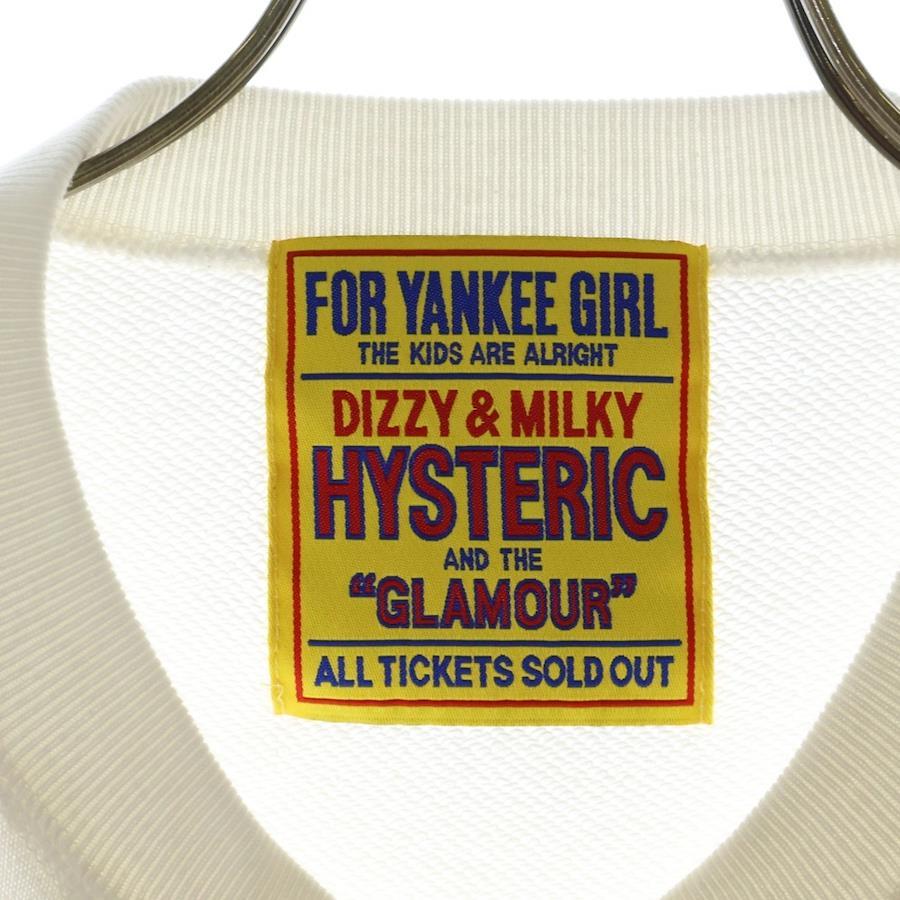 FOR YANKEE GIRL
THE KIDS ARE ALRIGHT
DIZZY & MILKY
HYSTERIC
AND THE
“GLAMOUR”
ALL TICKETS SOLD OUT